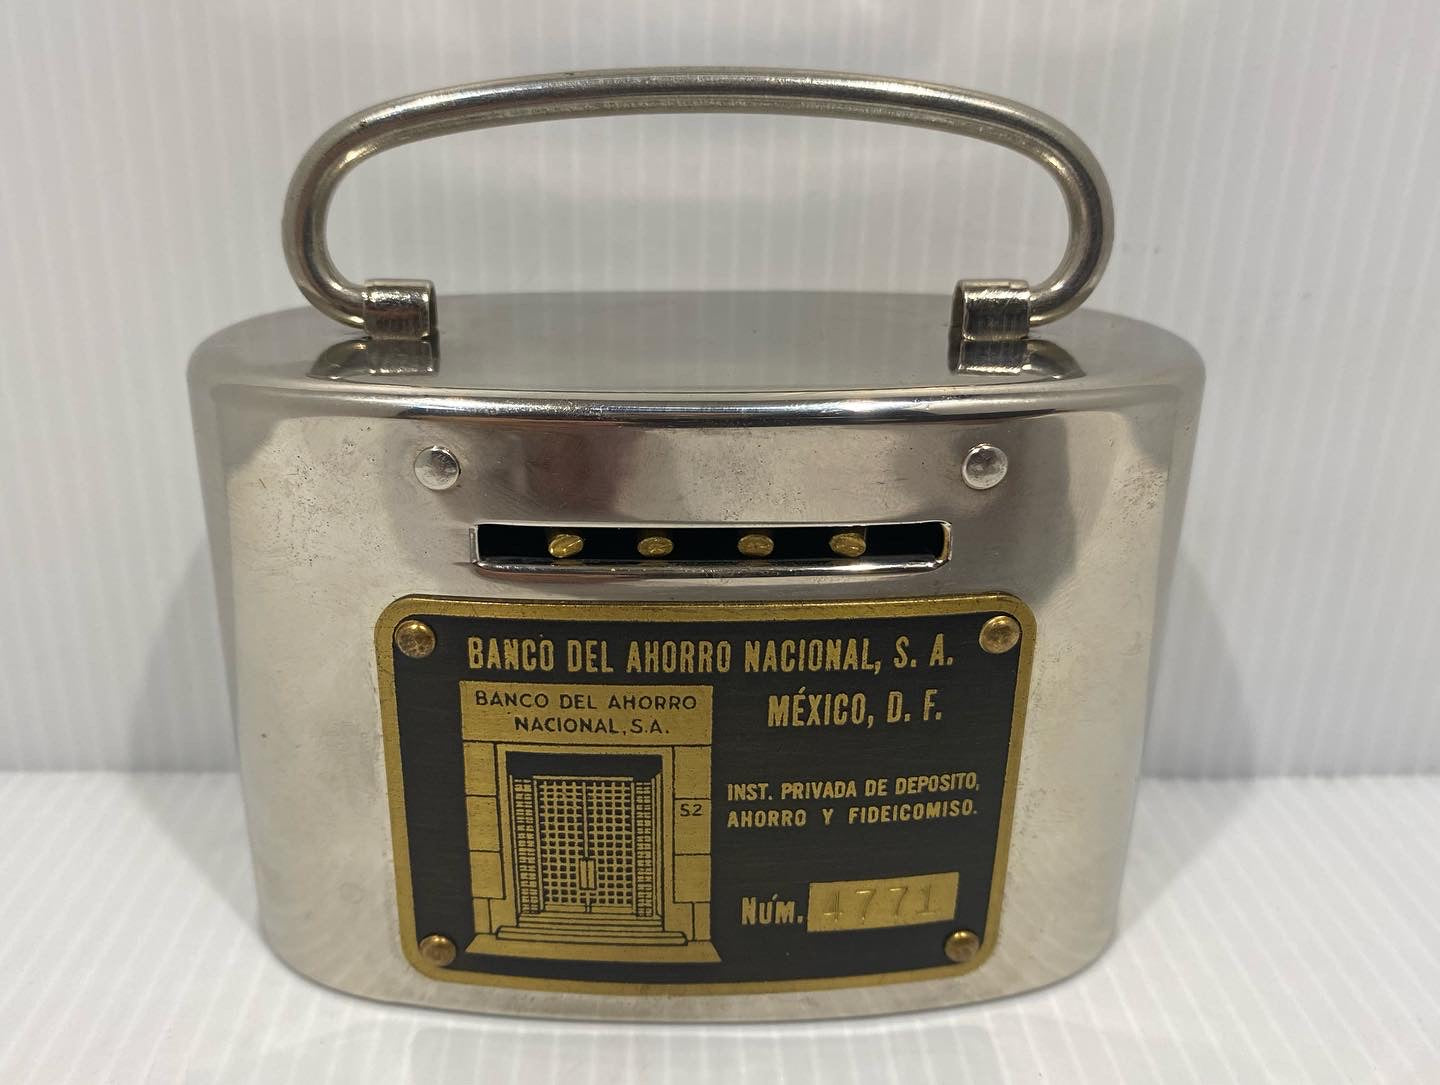 BANCO DEL AHORRO NACIONAL, S. A.
MÉXICO, D. F.
BANCO DEL AHORRO
NACIONAL, S.A.
52
INST. PRIVADA DE DEPOSITO,
AHORRO Y FIDEICOMISO.
NÚM. 4771